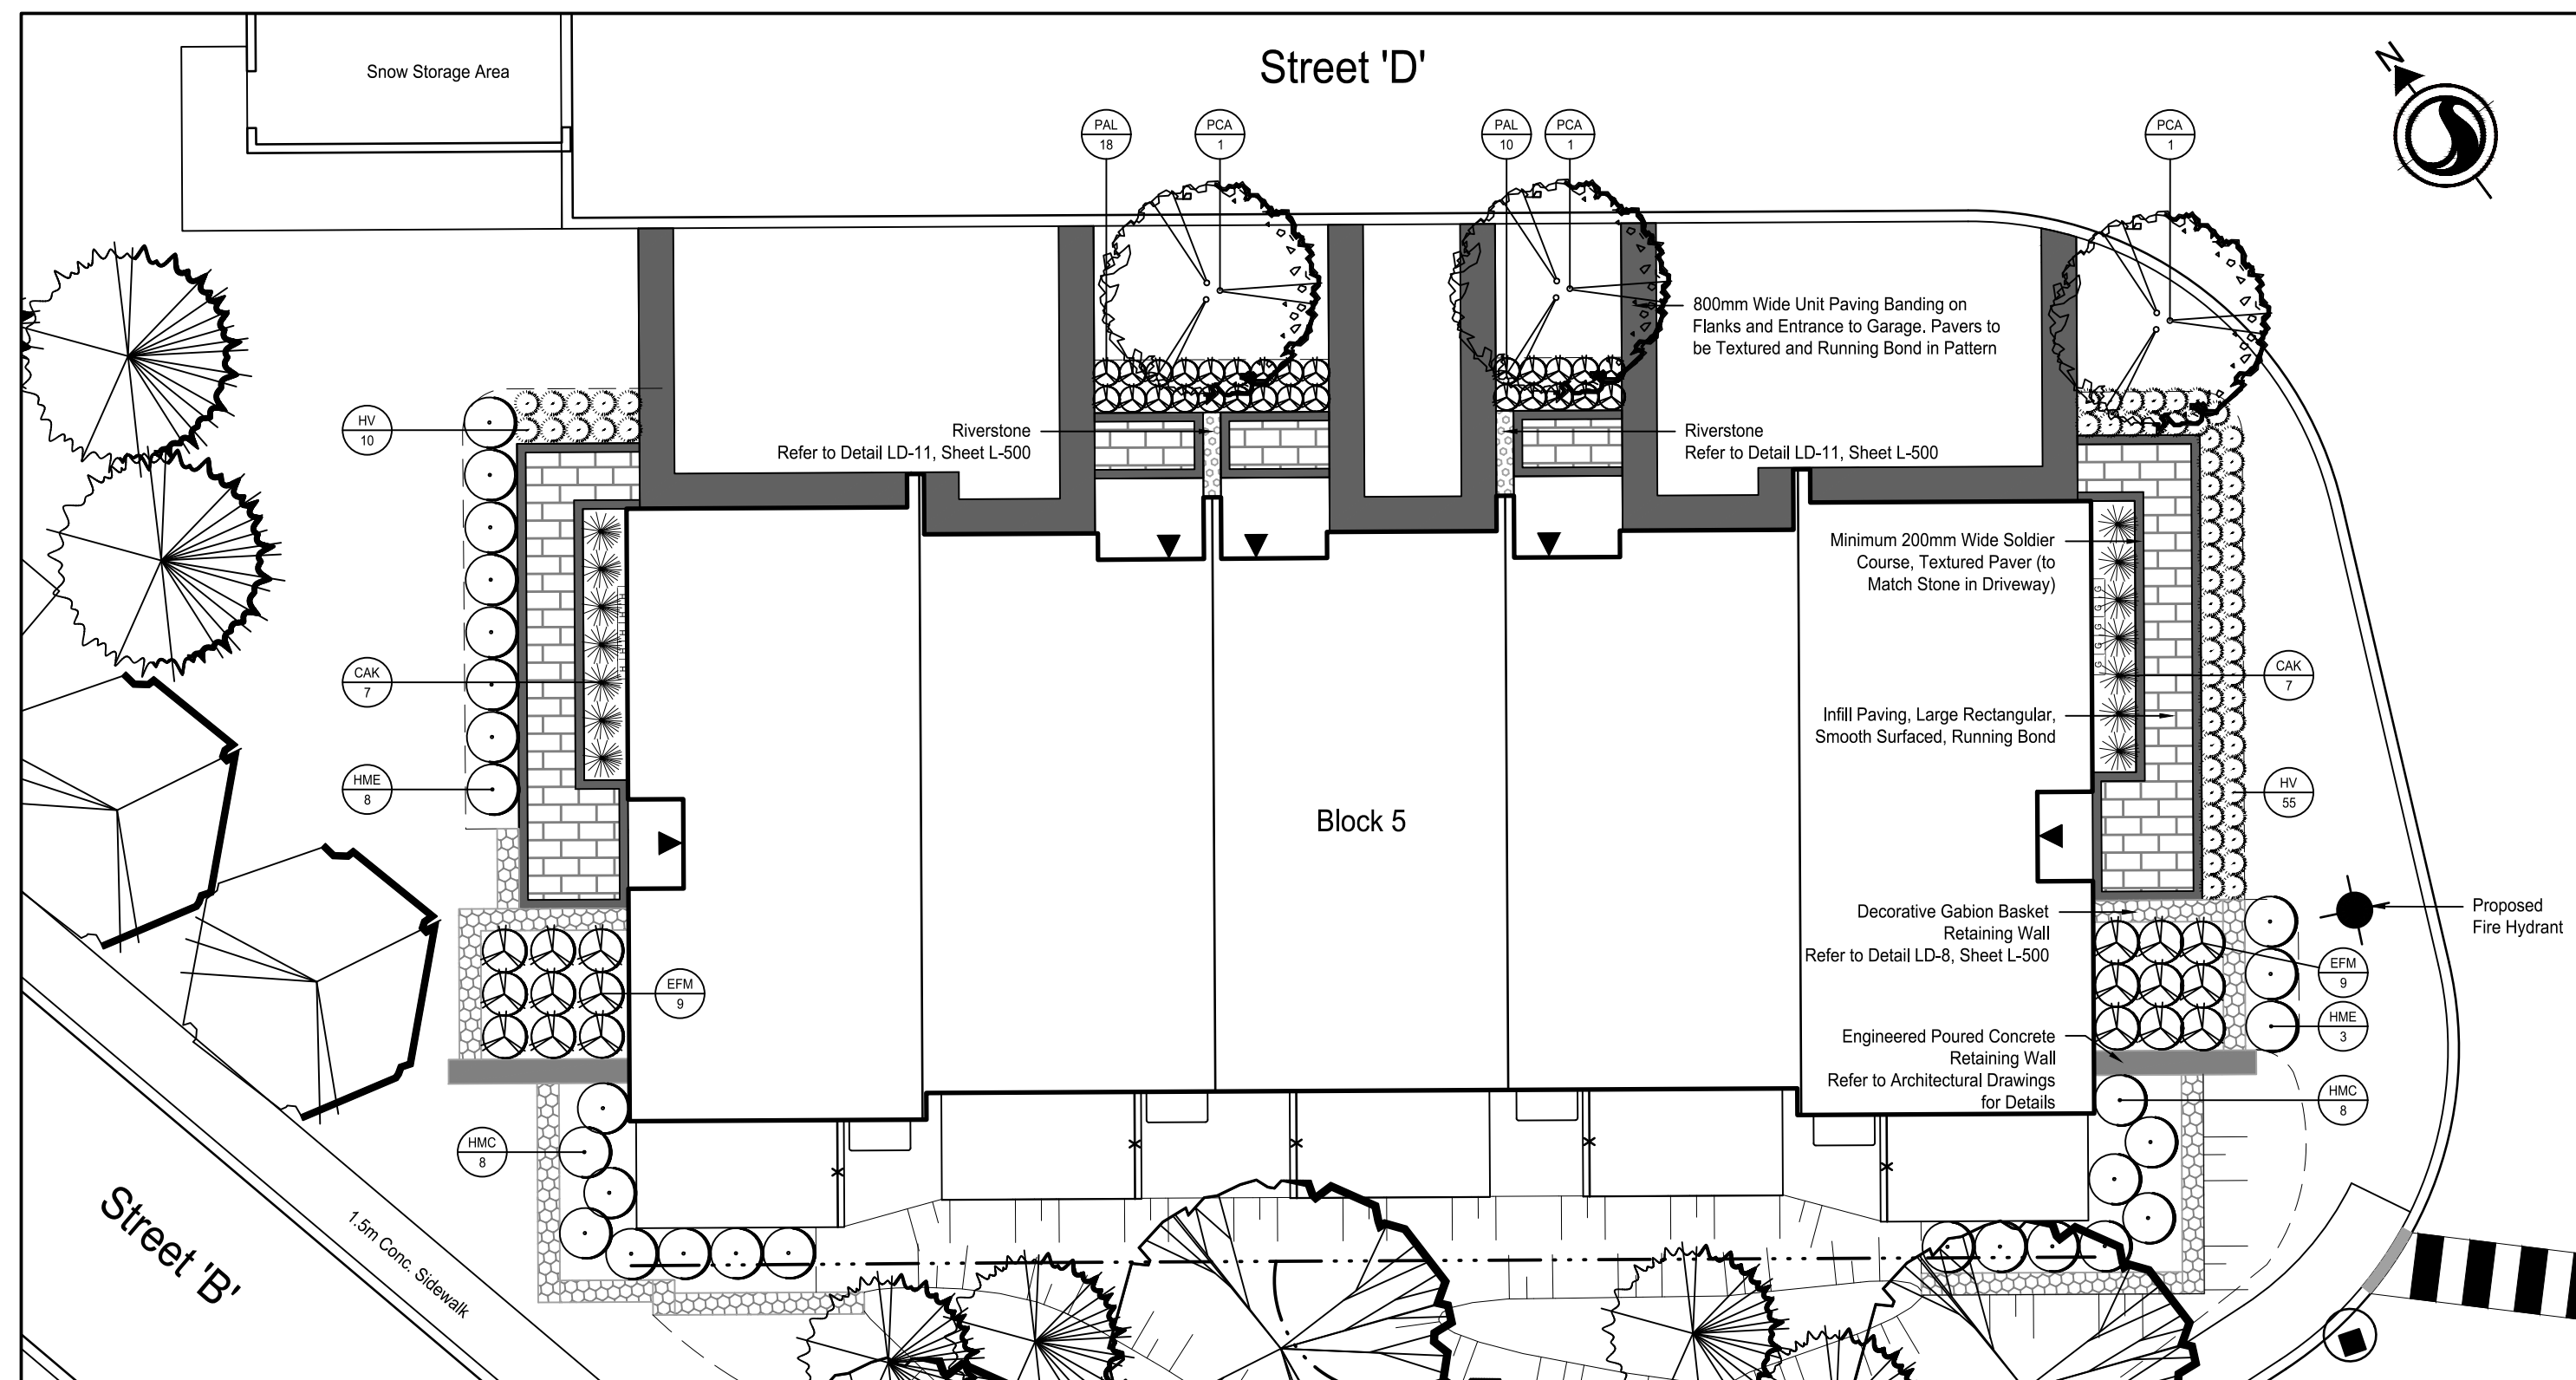 Street 'D'
N
Snow Storage Area
PAL
18
PCA
1
PAL
10
PCA
1
PCA
1
800mm Wide Unit Paving Banding on
Flanks and Entrance to Garage. Pavers to
be Textured and Running Bond in Pattern
HV
10
Riverstone
Refer to Detail LD-11, Sheet L-500
Riverstone
Refer to Detail LD-11, Sheet L-500
Minimum 200mm Wide Soldier
Course, Textured Paver (to
Match Stone in Driveway)
CAK
7
CAK
7
Infill Paving, Large Rectangular,
Smooth Surfaced, Running Bond
HME
8
HV
55
Block 5
Decorative Gabion Basket
Retaining Wall
Refer to Detail LD-8, Sheet L-500
Proposed
Fire Hydrant
EFM
9
EFM
9
HME
3
Engineered Poured Concrete
Retaining Wall
Refer to Architectural Drawings
for Details
HMC
8
HMC
8
Street 'B'
1.5m Conc. Sidewalk